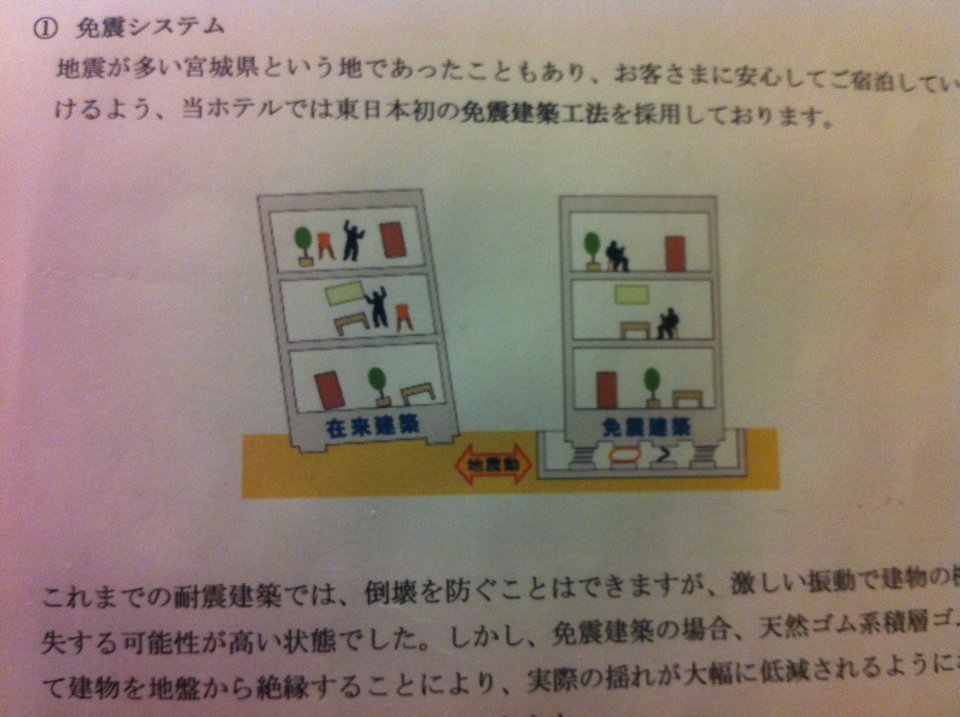 ① 免震システム
地震が多い宮城県という地であったこともあり、お客さまに安心してご宿泊してい
けるよう、当ホテルでは東日本初の免震建築工法を採用しております。
在来建築
免震建築
地震動
これまでの耐震建築では、倒壊を防ぐことはできますが、激しい振動で建物の
失する可能性が高い状態でした。しかし、免震建築の場合、天然ゴム系積層ゴ
て建物を地盤から絶縁することにより、実際の揺れが大幅に低減されるように